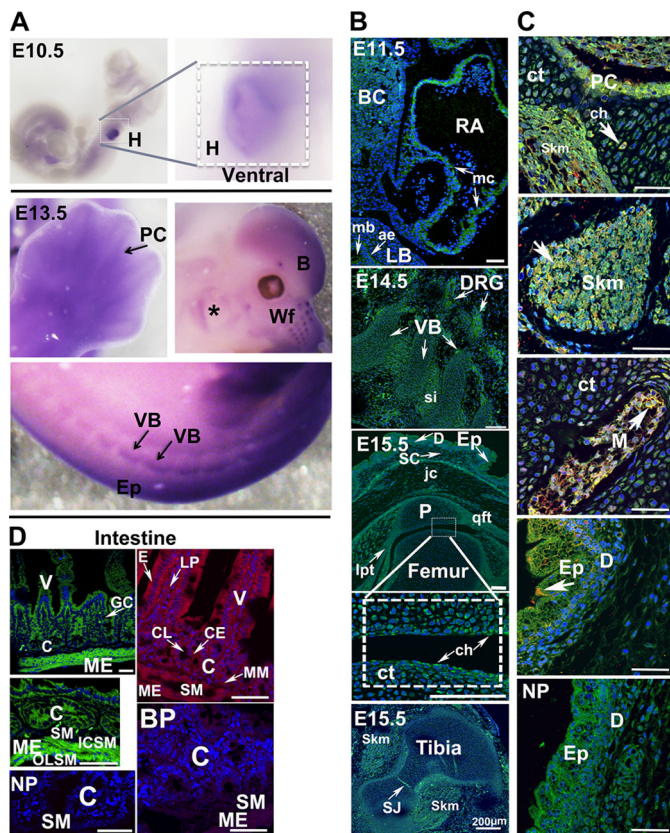 A
E10.5
H
H
Ventral
E13.5
PC
B
*
Wf
VB
VB
Ep
B
E11.5
BC
RA
mc
mb
ae
LB
E14.5
DRG
VB
si
E15.5
D
Ep
SC
jc
P
qft
lpt
Femur
ch
ct
E15.5
Skm
Tibia
SJ
Skm
200µm
C
ct
PC
ch
Skm
Skm
ct
M
Ep
D
NP
D
Ep
D
Intestine
V
GC
C
ME
E
LP
V
CL
CE
C
MM
ME
SM
C
SM
ME
ICSM
OLSM
NP
C
SM
BP
C
SM
ME